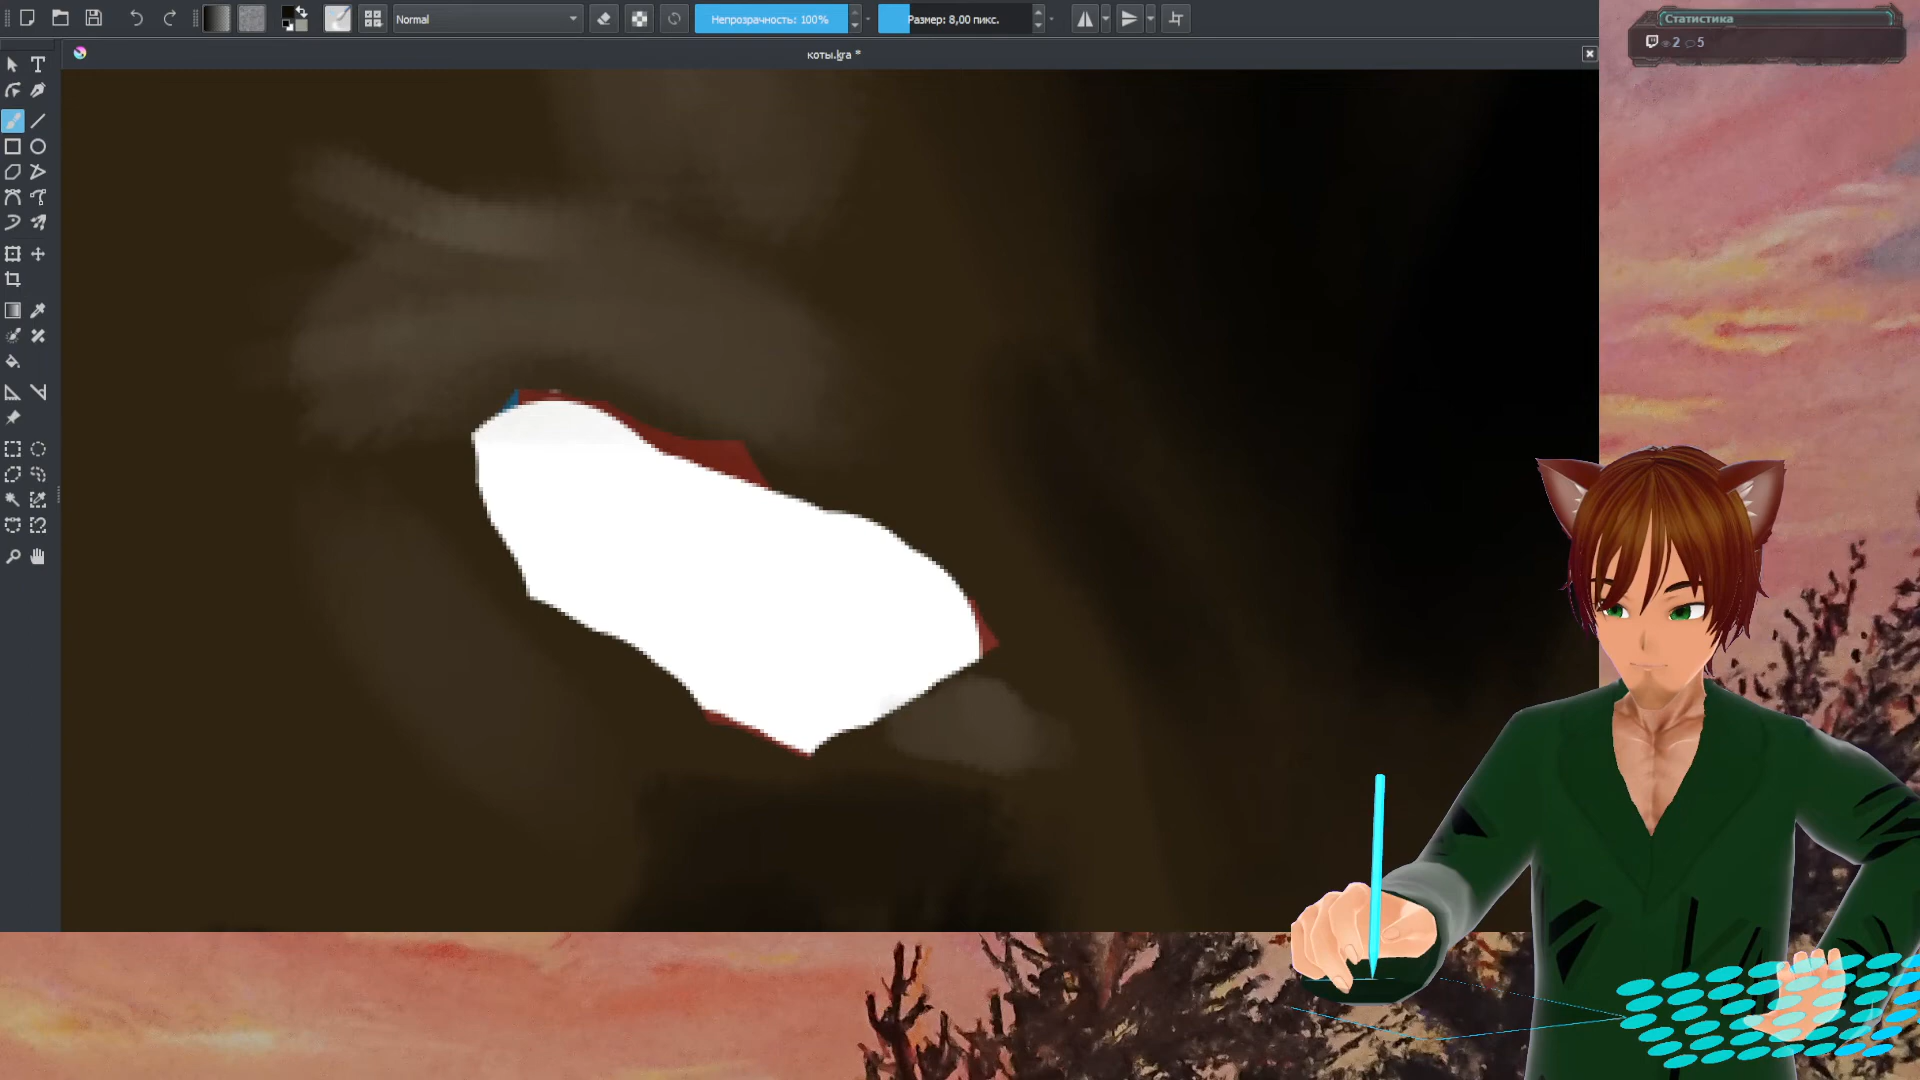 Normal
Непрозрачность: 100%
Размер: 8,00 пикс.
коты.kra *
Статистика
2 5